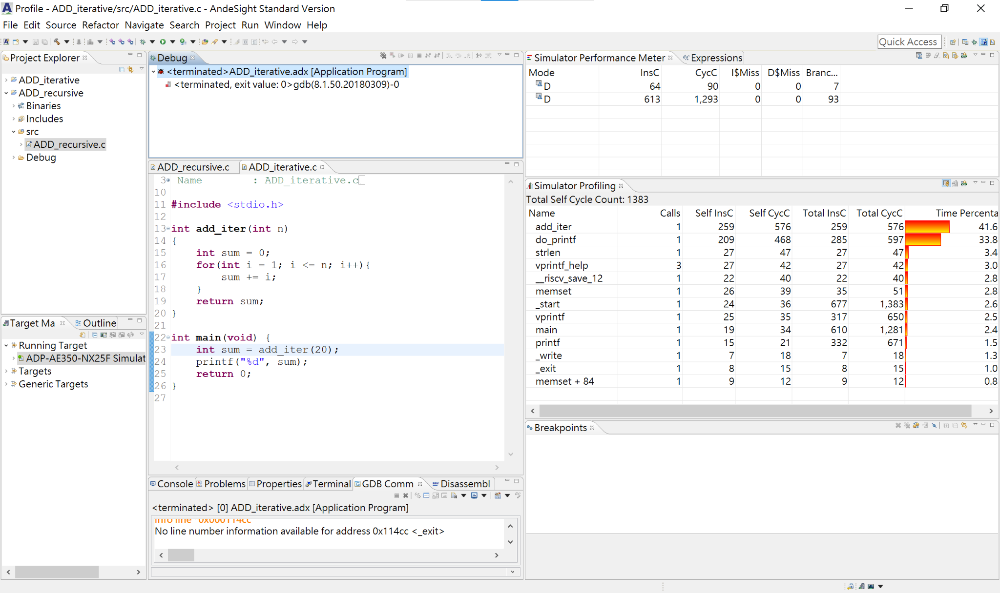 Profile - ADD_iterative/src/ADD_iterative.c - AndeSight Standard Version
File Edit Source Refactor Navigate Search Project Run Window Help
Quick Access
Project Explorer
ADD_iterative
ADD_recursive
Binaries
Includes
src
ADD_recursive.c
Debug
Target Ma
Outline
Running Target
ADP-AE350-NX25F Simulat
Targets
Generic Targets
Debug
<terminated>ADD_iterative.adx [Application Program]
<terminated, exit value: 0>gdb(8.1.50.20180309)-0
ADD_recursive.c
ADD_iterative.c
3 Name : ADD_iterative.c
10
11 #include <stdio.h>
12
13 int add_iter(int n)
14 {
15 int sum = 0;
16 for(int i = 1; i <= n; i++){
17 sum += i;
18 }
19 return sum;
20 }
21
22 int main(void) {
23 int sum = add_iter(20);
24 printf("%d", sum);
25 return 0;
26 }
27
Console Problems Properties Terminal GDB Comm Disassembl
<terminated> [0] ADD_iterative.adx [Application Program]
info line *0x000114cc
No line number information available for address 0x114cc <_exit>
Simulator Performance Meter
Expressions
Mode InsC CycC I$Miss D$Miss Branc...
D 64 90 0 0 7
D 613 1,293 0 0 93
Simulator Profiling
Total Self Cycle Count: 1383
Name Calls Self InsC Self CycC Total InsC Total CycC Time Percenta
add_iter 1 259 576 259 576 41.6
do_printf 1 209 468 285 597 33.8
strlen 1 27 47 27 47 3.4
vprintf_help 3 27 42 27 42 3.0
__riscv_save_12 1 22 40 22 40 2.8
memset 1 26 39 35 51 2.8
_start 1 24 36 677 1,383 2.6
vprintf 1 25 35 317 650 2.5
main 1 19 34 610 1,281 2.4
printf 1 15 21 332 671 1.5
_write 1 7 18 7 18 1.3
_exit 1 8 15 8 15 1.0
memset + 84 1 9 12 9 12 0.8
Breakpoints